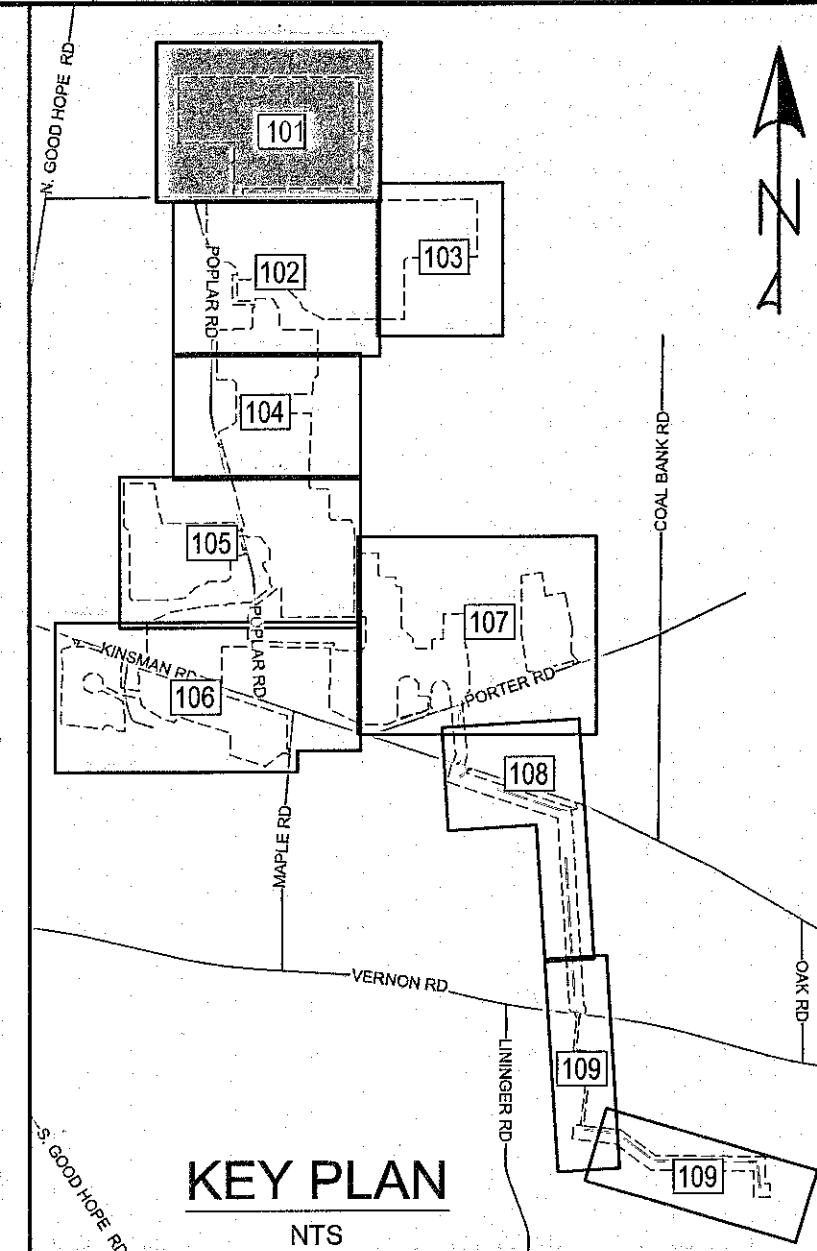 N. GOOD HOPE RD
101
N
POPLAR RD
102
103
104
COAL BANK RD
105
POPLAR RD
107
KINSMAN RD
106
PORTER RD
108
MAPLE RD
VERNON RD
OAK RD
LININGER RD
109
S. GOOD HOPE RD
109
KEY PLAN
NTS